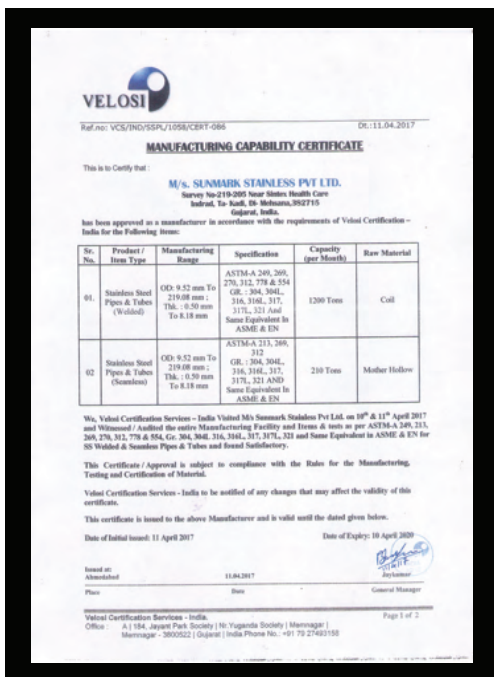 VELOSI
Ref.no: VCS/IND/SSPL/1058/CERT-086 Dt.:11.04.2017
MANUFACTURING CAPABILITY CERTIFICATE
This is to Certify that :
M/s. SUNMARK STAINLESS PVT LTD.
Survey No-219-205 Near Sintex Health Care
Indrad, Ta- Kadi, Di- Mehsana,382715
Gujarat, India.
has been approved as a manufacturer in accordance with the requirements of Velosi Certification –
India for the Following Items:
Sr. No. Product / Item Type Manufacturing Range Specification Capacity (per Month) Raw Material
01. Stainless Steel Pipes & Tubes (Welded) OD: 9.52 mm To 219.08 mm ; Thk. : 0.50 mm To 8.18 mm ASTM-A 249, 269, 270, 312, 778 & 554 GR. : 304, 304L, 316, 316L, 317, 317L, 321 And Same Equivalent In ASME & EN 1200 Tons Coil
02 Stainless Steel Pipes & Tubes (Seamless) OD: 9.52 mm To 219.08 mm ; Thk. : 0.50 mm To 8.18 mm ASTM-A 213, 269, 312 GR. : 304, 304L, 316, 316L, 317, 317L, 321 AND Same Equivalent In ASME & EN 210 Tons Mother Hollow
We, Velosi Certification Services – India Visited M/s Sunmark Stainless Pvt Ltd. on 10th & 11th April 2017
and Witnessed / Audited the entire Manufacturing Facility and Items & tests as per ASTM-A 249, 213,
269, 270, 312, 778 & 554, Gr. 304, 304L 316, 316L, 317, 317L, 321 and Same Equivalent in ASME & EN for
SS Welded & Seamless Pipes & Tubes and found Satisfactory.
This Certificate / Approval is subject to compliance with the Rules for the Manufacturing,
Testing and Certification of Material.
Velosi Certification Services - India to be notified of any changes that may affect the validity of this
certificate.
This certificate is issued to the above Manufacturer and is valid until the dated given below.
Date of Initial issued: 11 April 2017 Date of Expiry: 10 April 2020
Issued at:
Ahmedabad 11.04.2017 Jaykumar
Place Date General Manager
Velosi Certification Services - India. Page 1 of 2
Office : A | 184, Jayant Park Society | Nr.Yuganda Society | Memnagar |
Memnagar - 3800522 | Gujarat | India Phone No.: +91 79 27493158